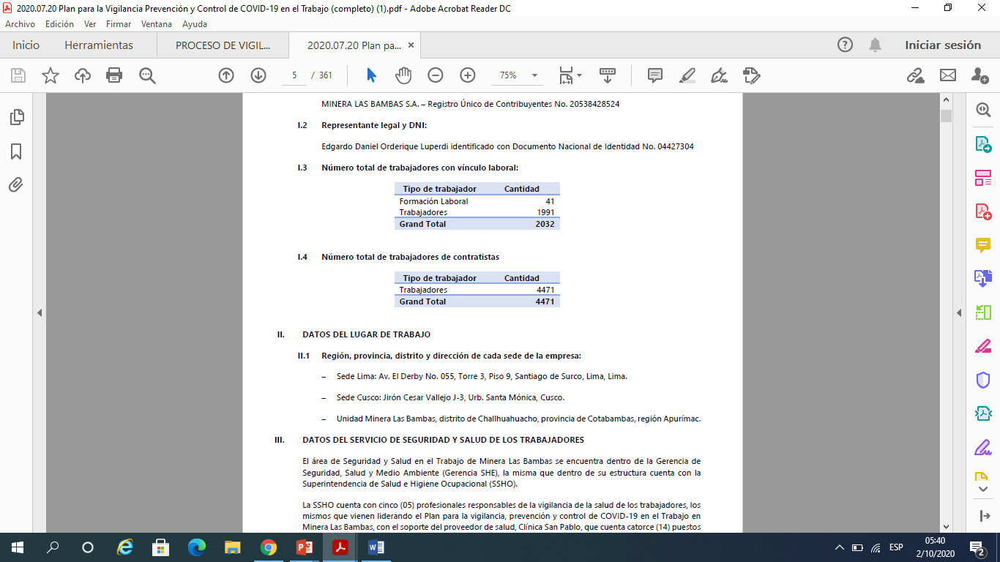 2020.07.20 Plan para la Vigilancia Prevención y Control de COVID-19 en el Trabajo (completo) (1).pdf - Adobe Acrobat Reader DC
Archivo Edición Ver Firmar Ventana Ayuda
Inicio Herramientas PROCESO DE VIGIL... 2020.07.20 Plan pa... × Iniciar sesión
5 / 361 75%
MINERA LAS BAMBAS S.A. – Registro Único de Contribuyentes No. 20538428524
I.2 Representante legal y DNI:
Edgardo Daniel Orderique Luperdi identificado con Documento Nacional de Identidad No. 04427304
I.3 Número total de trabajadores con vínculo laboral:
Tipo de trabajador Cantidad
Formación Laboral 41
Trabajadores 1991
Grand Total 2032
I.4 Número total de trabajadores de contratistas
Tipo de trabajador Cantidad
Trabajadores 4471
Grand Total 4471
II. DATOS DEL LUGAR DE TRABAJO
II.1 Región, provincia, distrito y dirección de cada sede de la empresa:
– Sede Lima: Av. El Derby No. 055, Torre 3, Piso 9, Santiago de Surco, Lima, Lima.
– Sede Cusco: Jirón Cesar Vallejo J-3, Urb. Santa Mónica, Cusco.
– Unidad Minera Las Bambas, distrito de Challhuahuacho, provincia de Cotabambas, región Apurímac.
III. DATOS DEL SERVICIO DE SEGURIDAD Y SALUD DE LOS TRABAJADORES
El área de Seguridad y Salud en el Trabajo de Minera Las Bambas se encuentra dentro de la Gerencia de
Seguridad, Salud y Medio Ambiente (Gerencia SHE), la misma que dentro de su estructura cuenta con la
Superintendencia de Salud e Higiene Ocupacional (SSHO).
La SSHO cuenta con cinco (05) profesionales responsables de la vigilancia de la salud de los trabajadores, los
mismos que vienen liderando el Plan para la vigilancia, prevención y control de COVID-19 en el Trabajo en
Minera Las Bambas, con el soporte del proveedor de salud, Clínica San Pablo, que cuenta catorce (14) puestos
ESP
05:40
2/10/2020
2